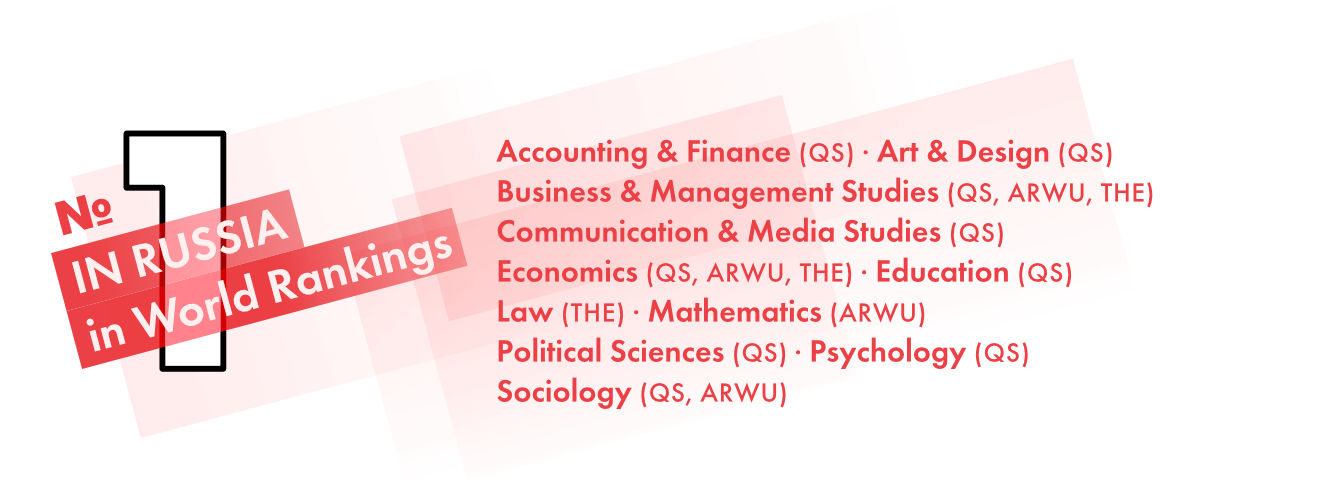 № 1
IN RUSSIA
in World Rankings
Accounting & Finance (QS) · Art & Design (QS)
Business & Management Studies (QS, ARWU, THE)
Communication & Media Studies (QS)
Economics (QS, ARWU, THE) · Education (QS)
Law (THE) · Mathematics (ARWU)
Political Sciences (QS) · Psychology (QS)
Sociology (QS, ARWU)